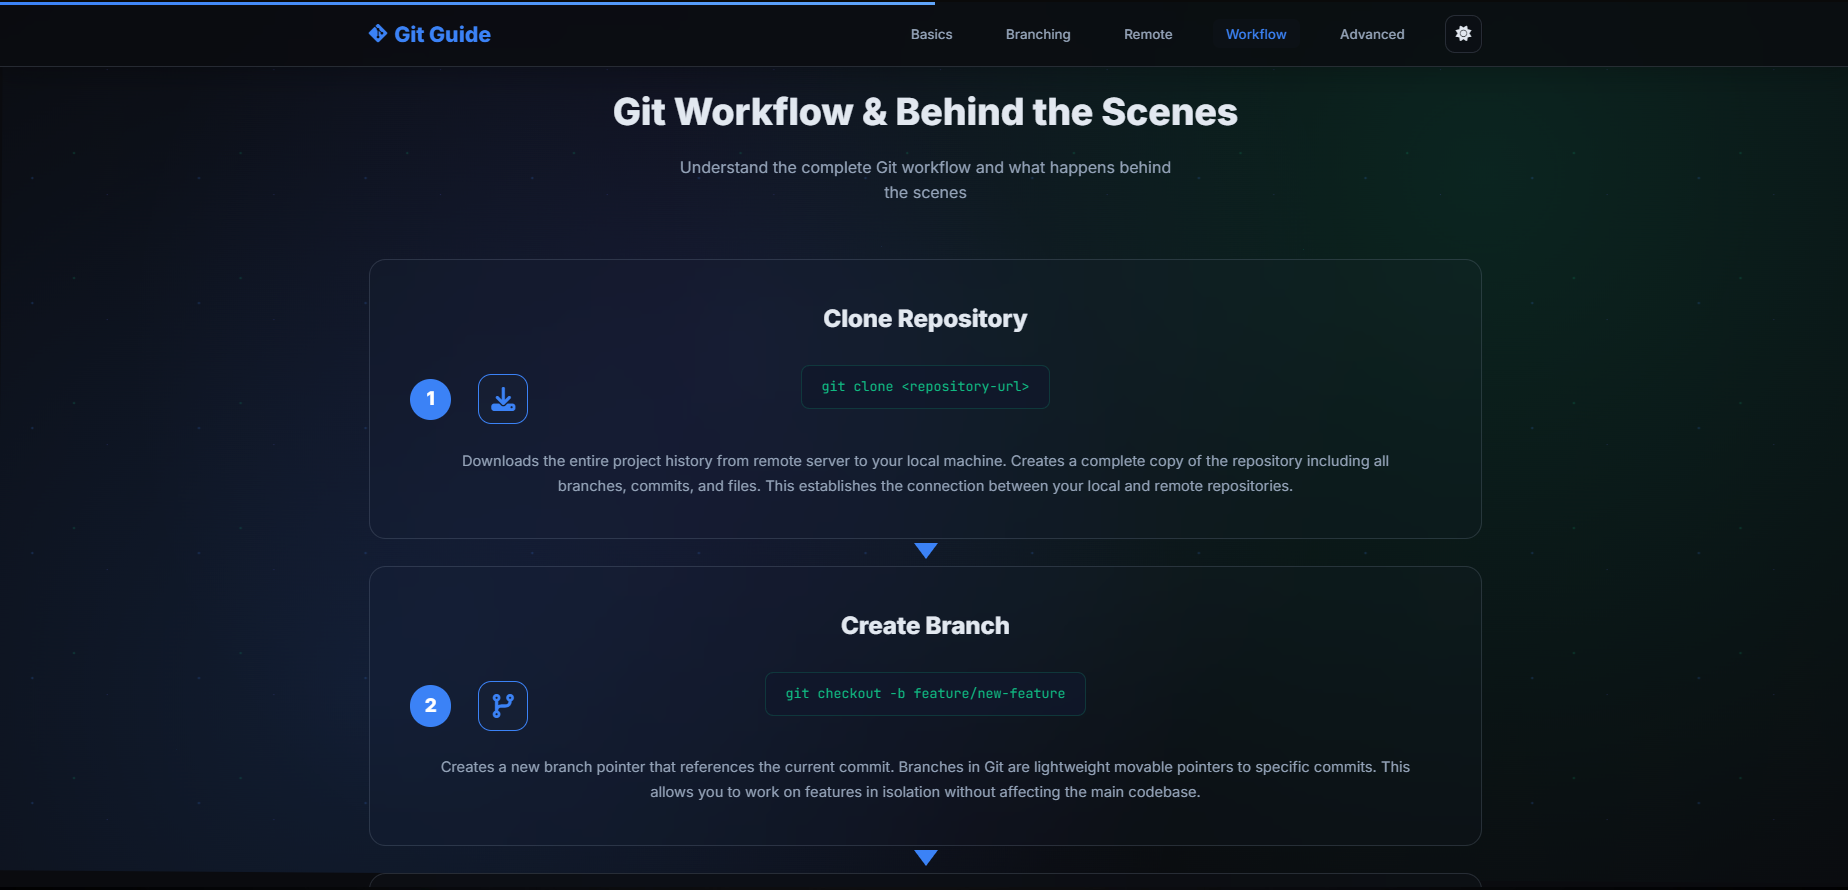 Git Guide
Basics
Branching
Remote
Workflow
Advanced
Git Workflow & Behind the Scenes
Understand the complete Git workflow and what happens behind
the scenes
Clone Repository
1
git clone <repository-url>
Downloads the entire project history from remote server to your local machine. Creates a complete copy of the repository including all
branches, commits, and files. This establishes the connection between your local and remote repositories.
Create Branch
2
git checkout -b feature/new-feature
Creates a new branch pointer that references the current commit. Branches in Git are lightweight movable pointers to specific commits. This
allows you to work on features in isolation without affecting the main codebase.